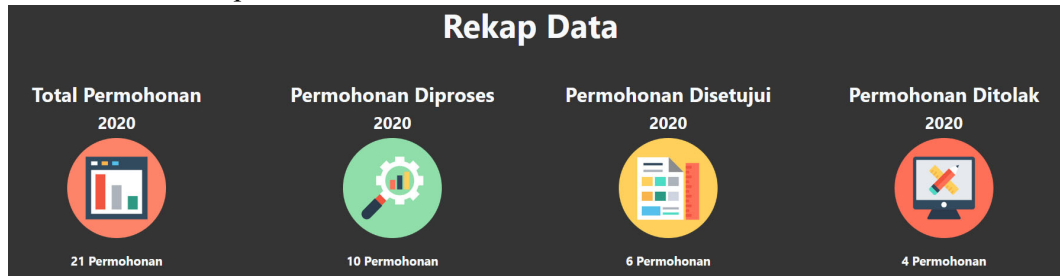 Rekap Data
Total Permohonan
2020
21 Permohonan
Permohonan Diproses
2020
10 Permohonan
Permohonan Disetujui
2020
6 Permohonan
Permohonan Ditolak
2020
4 Permohonan